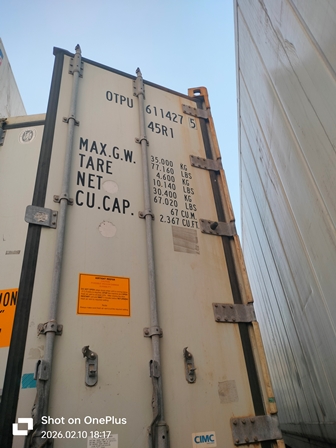 OTPU 611427 5
45R1
MAX.G.W. 35.000 KG
77.160 LBS
TARE 4.600 KG
10.140 LBS
NET 30.400 KG
67.020 LBS
CU.CAP. 67 CU.M.
2.367 CU.FT.
CIMC
Shot on OnePlus
2026.02.10 18:17